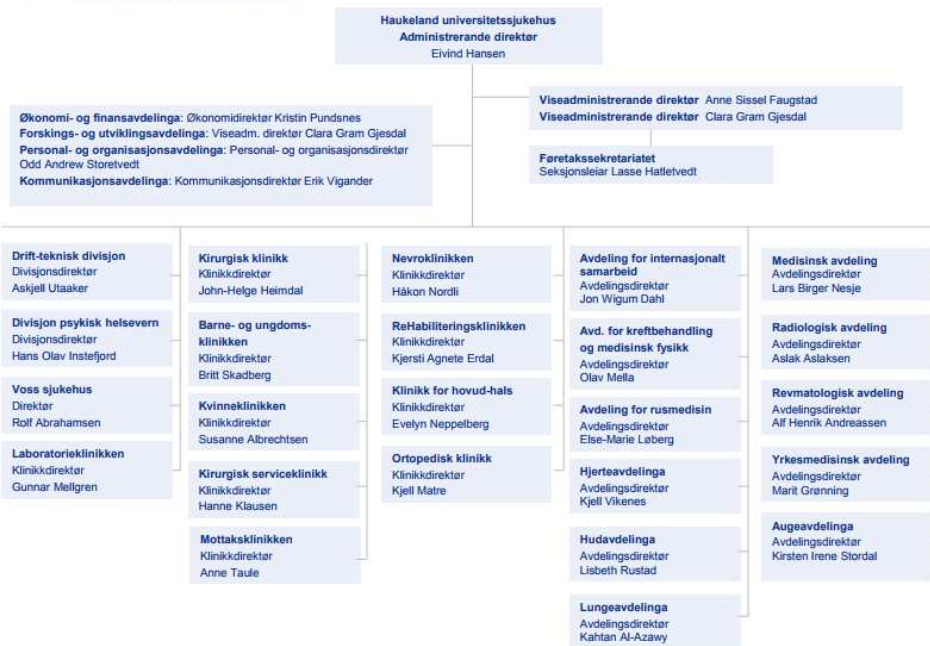 Haukeland universitetssjukehus
Administrerande direktør
Eivind Hansen
Økonomi- og finansavdelinga: Økonomidirektør Kristin Pundsnes
Forskings- og utviklingsavdelinga: Viseadm. direktør Clara Gram Gjesdal
Personal- og organisasjonsavdelinga: Personal- og organisasjonsdirektør
Odd Andrew Storetvedt
Kommunikasjonsavdelinga: Kommunikasjonsdirektør Erik Vigander
Viseadministrerande direktør Anne Sissel Faugstad
Viseadministrerande direktør Clara Gram Gjesdal
Føretakssekretariatet
Seksjonsleiar Lasse Hatletvedt
Drift-teknisk divisjon
Divisjonsdirektør
Askjell Utaaker
Divisjon psykisk helsevern
Divisjonsdirektør
Hans Olav Instefjord
Voss sjukehus
Direktør
Rolf Abrahamsen
Laboratorieklinikken
Klinikkdirektør
Gunnar Mellgren
Kirurgisk klinikk
Klinikkdirektør
John-Helge Heimdal
Barne- og ungdoms-
klinikken
Klinikkdirektør
Britt Skadberg
Kvinneklinikken
Klinikkdirektør
Susanne Albrechtsen
Kirurgisk serviceklinikk
Klinikkdirektør
Hanne Klausen
Mottaksklinikken
Klinikkdirektør
Anne Taule
Nevroklinikken
Klinikkdirektør
Håkon Nordli
ReHabiliteringsklinikken
Klinikkdirektør
Kjersti Agnete Erdal
Klinikk for hovud-hals
Klinikkdirektør
Evelyn Neppelberg
Ortopedisk klinikk
Klinikkdirektør
Kjell Matre
Avdeling for internasjonalt
samarbeid
Avdelingsdirektør
Jon Wigum Dahl
Avd. for kreftbehandling
og medisinsk fysikk
Avdelingsdirektør
Olav Mella
Avdeling for rusmedisin
Avdelingsdirektør
Else-Marie Løberg
Hjerteavdelinga
Avdelingsdirektør
Kjell Vikenes
Hudavdelinga
Avdelingsdirektør
Lisbeth Rustad
Lungeavdelinga
Avdelingsdirektør
Kahtan Al-Azawy
Medisinsk avdeling
Avdelingsdirektør
Lars Birger Nesje
Radiologisk avdeling
Avdelingsdirektør
Aslak Aslaksen
Revmatologisk avdeling
Avdelingsdirektør
Alf Henrik Andreassen
Yrkesmedisinsk avdeling
Avdelingsdirektør
Marit Grønning
Augeavdelinga
Avdelingsdirektør
Kirsten Irene Stordal